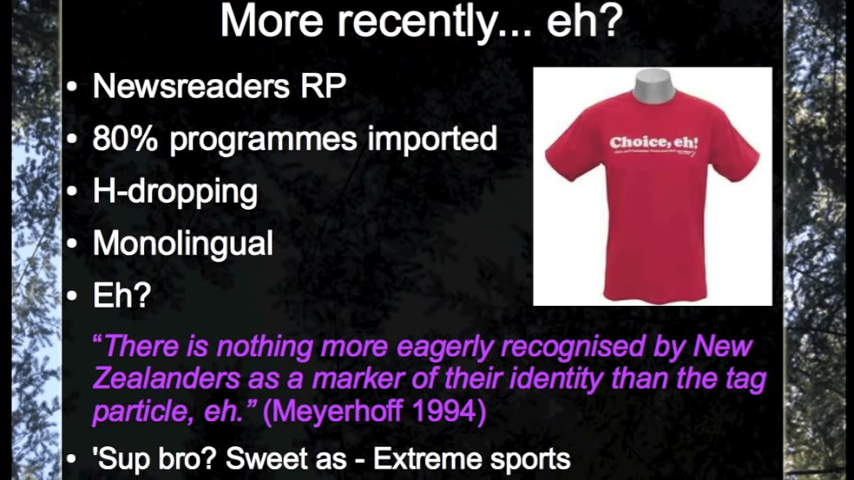 More recently... eh?
• Newsreaders RP
• 80% programmes imported
• H-dropping
• Monolingual
• Eh?
Choice, eh!
“There is nothing more eagerly recognised by New
Zealanders as a marker of their identity than the tag
particle, eh.” (Meyerhoff 1994)
• 'Sup bro? Sweet as - Extreme sports